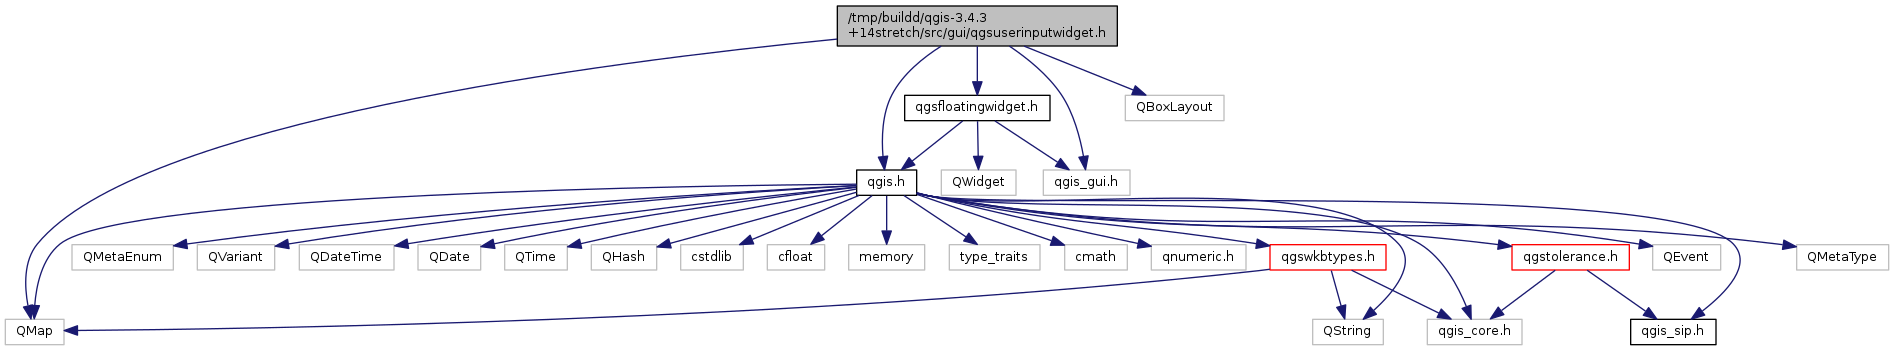 /tmp/buildd/qgis-3.4.3
+14stretch/src/gui/qgsuserinputwidget.h
qgsfloatingwidget.h
QBoxLayout
qgis.h
QWidget
qgis_gui.h
QMetaEnum
QVariant
QDateTime
QDate
QTime
QHash
cstdlib
cfloat
memory
type_traits
cmath
qnumeric.h
qgswkbtypes.h
qgstolerance.h
QEvent
QMetaType
QMap
QString
qgis_core.h
qgis_sip.h